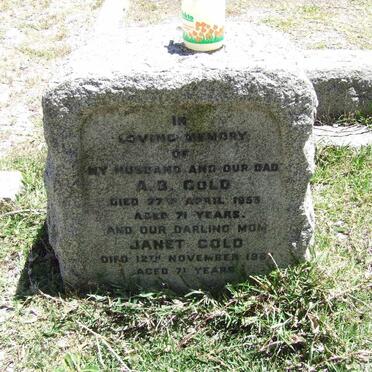 IN
LOVING MEMORY
OF
MY HUSBAND AND OUR DAD
A. B. GOLD
DIED 27TH APRIL
AGED 71 YEARS.
AND OUR DARLING MOM
JANET GOLD
DIED 12TH NOVEMBER
AGED 71 YEARS